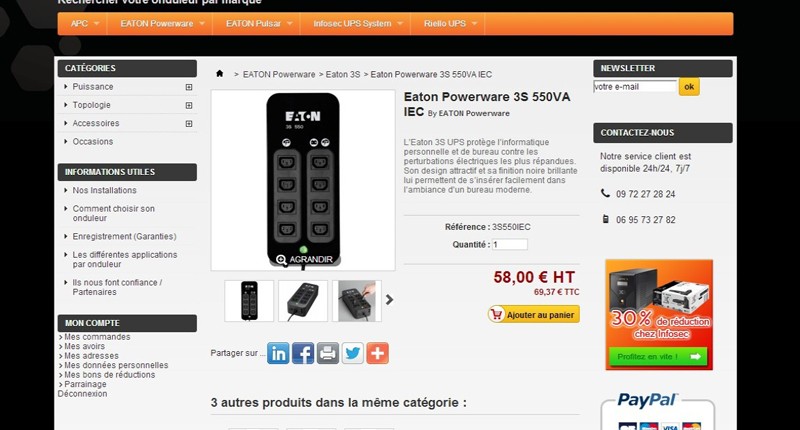 Rechercher votre onduleur par marque
APC
EATON Powerware
EATON Pulsar
Infosec UPS System
Riello UPS
CATÉGORIES
Puissance
Topologie
Accessoires
Occasions
INFORMATIONS UTILES
Nos Installations
Comment choisir son
onduleur
Enregistrement (Garanties)
Les différentes applications
par onduleur
Ils nous font confiance /
Partenaires
MON COMPTE
Mes commandes
Mes avoirs
Mes adresses
Mes données personnelles
Mes bons de réductions
Parrainage
Déconnexion
> EATON Powerware > Eaton 3S > Eaton Powerware 3S 550VA IEC
EATON
3S 550
AGRANDIR
Partager sur ...
Eaton Powerware 3S 550VA
IEC By EATON Powerware
L'Eaton 3S UPS protège l'informatique
personnelle et de bureau contre les
perturbations électriques les plus répandues.
Son design attractif et sa finition noire brillante
lui permettent de s'insérer facilement dans
l'ambiance d'un bureau moderne.
Référence : 3S550IEC
Quantité : 1
58,00 € HT
69,37 € TTC
Ajouter au panier
3 autres produits dans la même catégorie :
NEWSLETTER
votre e-mail
ok
CONTACTEZ-NOUS
Notre service client est
disponible 24h/24, 7j/7
09 72 27 28 24
06 95 73 27 82
30% de réduction
chez Infosec
Profitez en vite !
PayPal
VISA